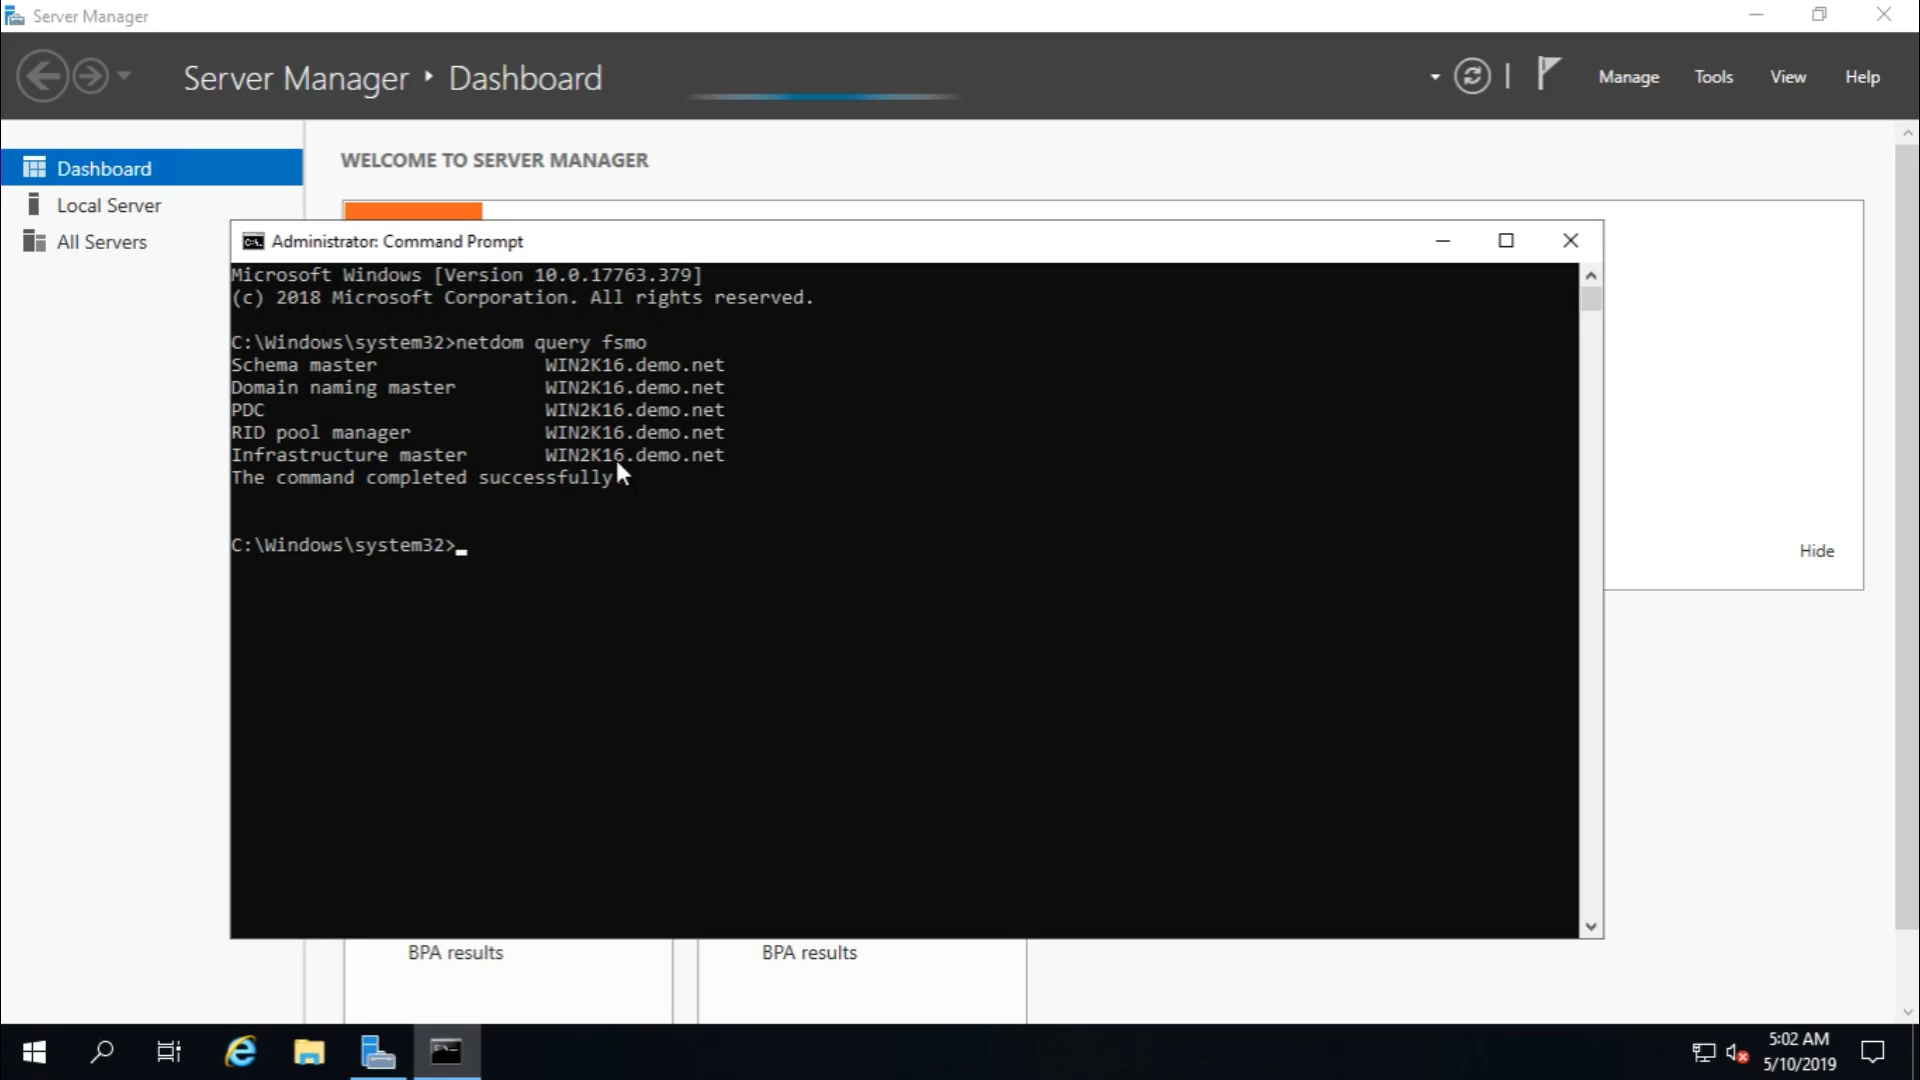 Server Manager
Server Manager Dashboard
Manage Tools View Help
Dashboard
Local Server
All Servers
WELCOME TO SERVER MANAGER
Administrator: Command Prompt
Microsoft Windows [Version 10.0.17763.379]
(c) 2018 Microsoft Corporation. All rights reserved.
C:\Windows\system32>netdom query fsmo
Schema master WIN2K16.demo.net
Domain naming master WIN2K16.demo.net
PDC WIN2K16.demo.net
RID pool manager WIN2K16.demo.net
Infrastructure master WIN2K16.demo.net
The command completed successfully
C:\Windows\system32>
Hide
BPA results BPA results
5:02 AM
5/10/2019